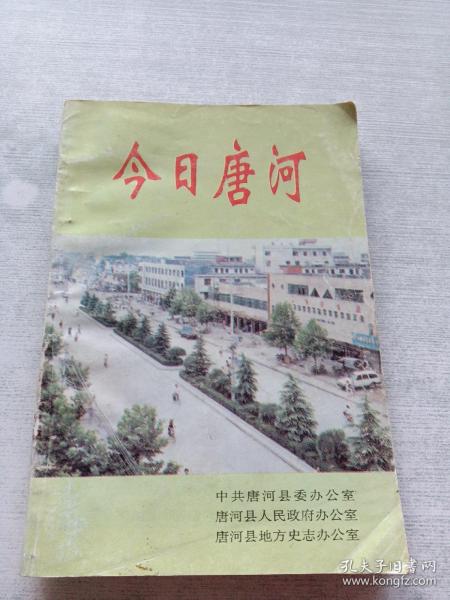 今日唐河
中共唐河县委办公室
唐河县人民政府办公室
唐河县地方史志办公室
孔夫子旧书网
www.kongfz.com